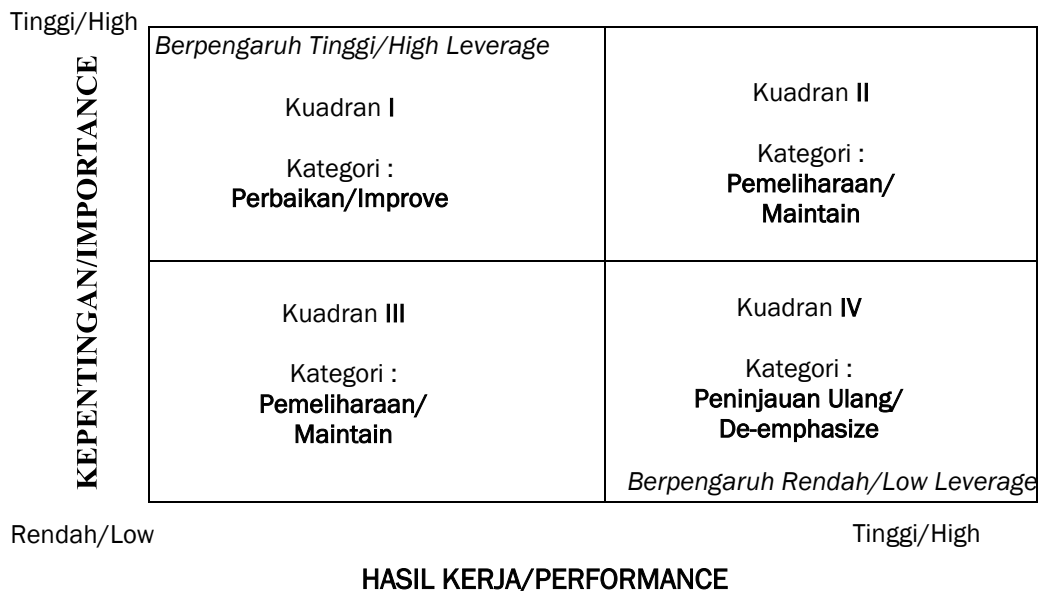 Tinggi/High
KEPENTINGAN/IMPORTANCE
Berpengaruh Tinggi/High Leverage
Kuadran I
Kategori :
Perbaikan/Improve
Kuadran II
Kategori :
Pemeliharaan/
Maintain
Kuadran III
Kategori :
Pemeliharaan/
Maintain
Kuadran IV
Kategori :
Peninjauan Ulang/
De-emphasize
Berpengaruh Rendah/Low Leverage
Rendah/Low
Tinggi/High
HASIL KERJA/PERFORMANCE